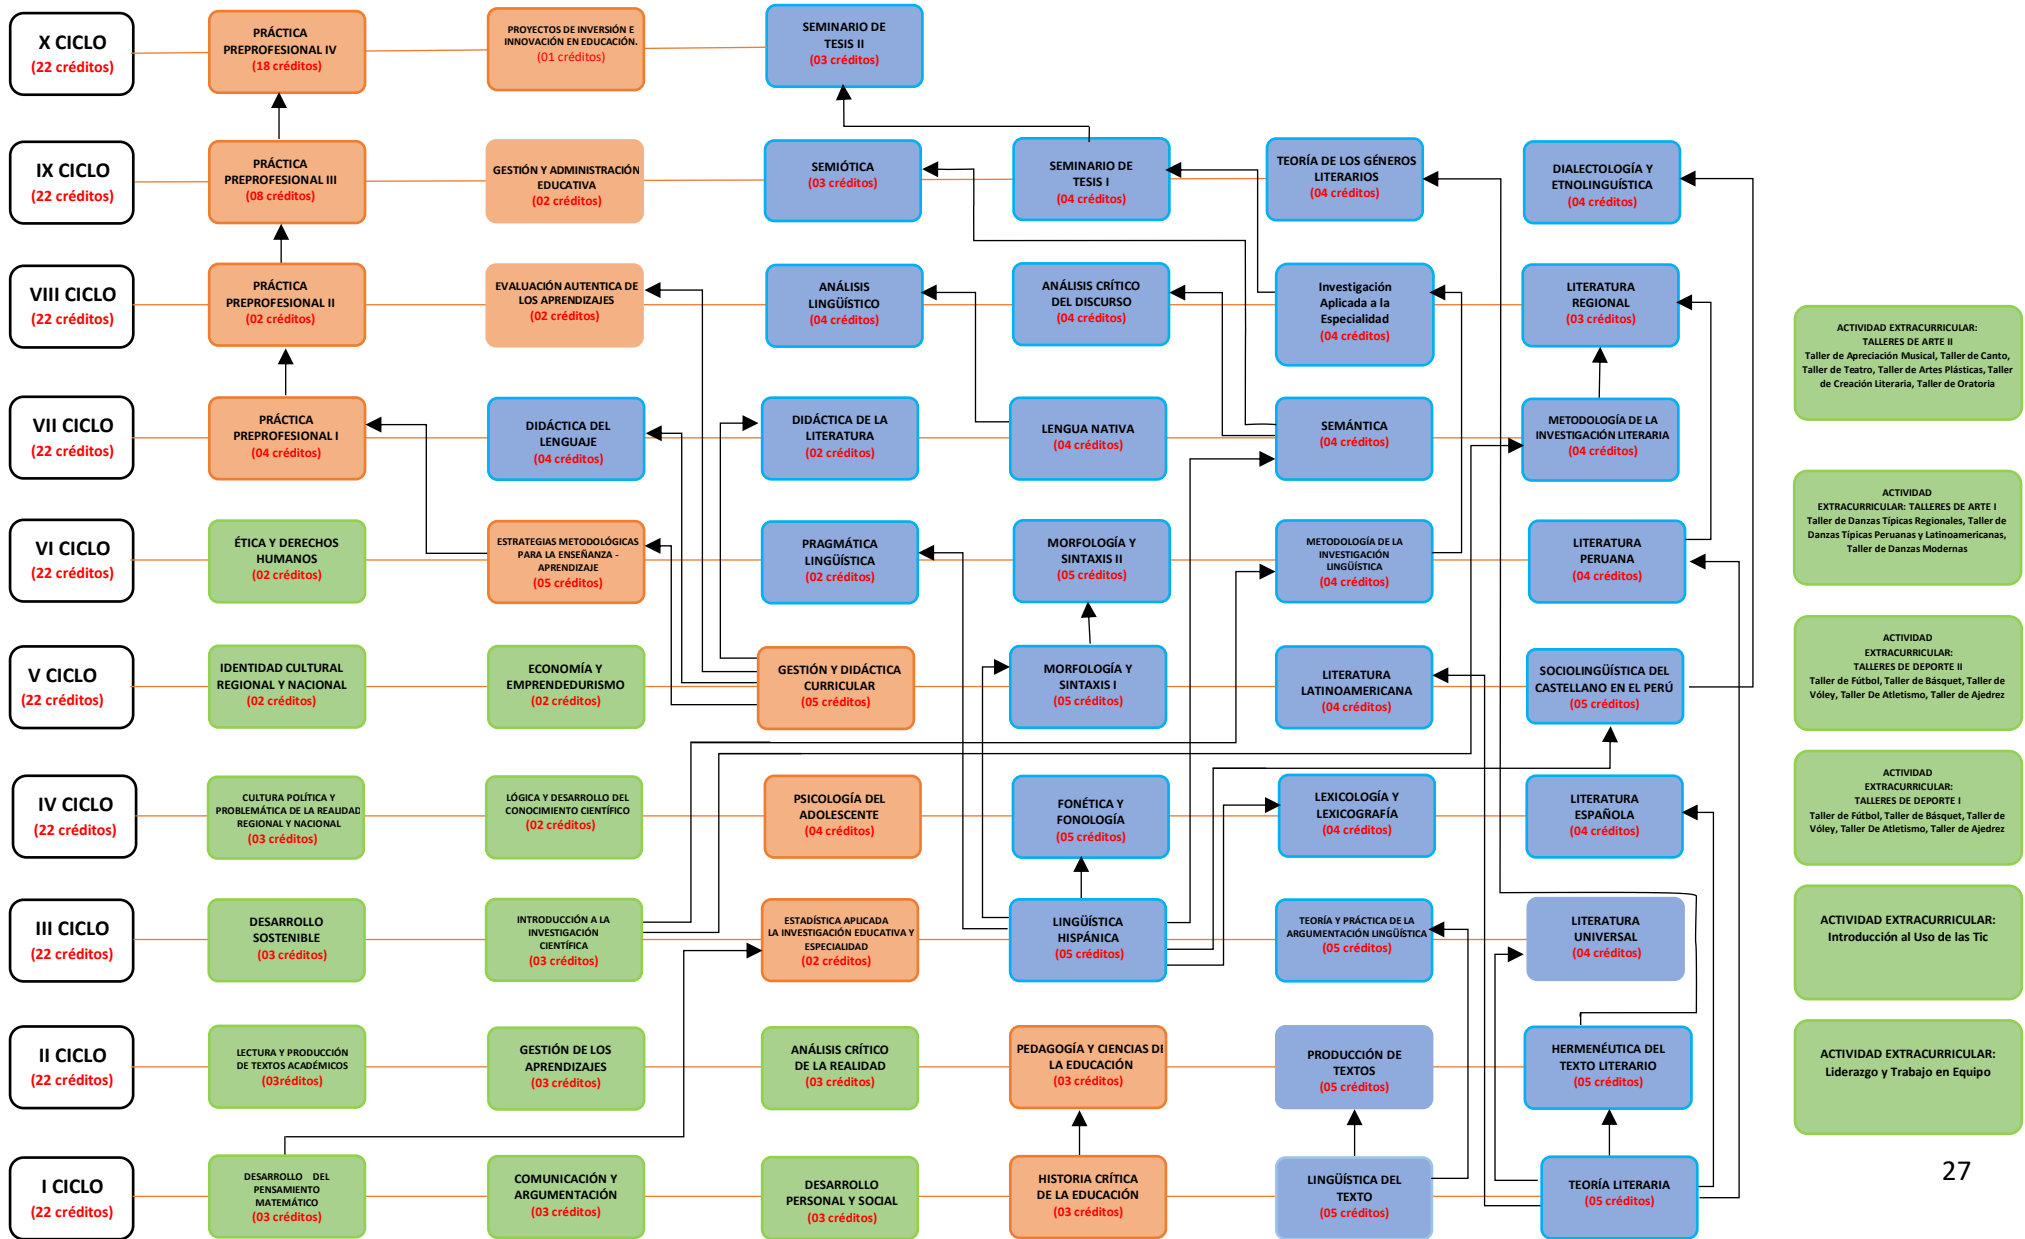 X CICLO
(22 créditos)
PRÁCTICA
PREPROFESIONAL IV
(18 créditos)
PROYECTOS DE INVERSIÓN E
INNOVACIÓN EN EDUCACIÓN.
(01 créditos)
SEMINARIO DE
TESIS II
(03 créditos)
IX CICLO
(22 créditos)
PRÁCTICA
PREPROFESIONAL III
(08 créditos)
GESTIÓN Y ADMINISTRACIÓN
EDUCATIVA
(02 créditos)
SEMIÓTICA
(03 créditos)
SEMINARIO DE
TESIS I
(04 créditos)
TEORÍA DE LOS GÉNEROS
LITERARIOS
(04 créditos)
DIALECTOLOGÍA Y
ETNOLINGUÍSTICA
(04 créditos)
VIII CICLO
(22 créditos)
PRÁCTICA
PREPROFESIONAL II
(02 créditos)
EVALUACIÓN AUTENTICA DE
LOS APRENDIZAJES
(02 créditos)
ANÁLISIS
LINGÜÍSTICO
(04 créditos)
ANÁLISIS CRÍTICO
DEL DISCURSO
(04 créditos)
Investigación
Aplicada a la
Especialidad
(04 créditos)
LITERATURA
REGIONAL
(03 créditos)
ACTIVIDAD EXTRACURRICULAR:
TALLERES DE ARTE II
Taller de Apreciación Musical, Taller de Canto,
Taller de Teatro, Taller de Artes Plásticas, Taller
de Creación Literaria, Taller de Oratoria
VII CICLO
(22 créditos)
PRÁCTICA
PREPROFESIONAL I
(04 créditos)
DIDÁCTICA DEL
LENGUAJE
(04 créditos)
DIDÁCTICA DE LA
LITERATURA
(02 créditos)
LENGUA NATIVA
(04 créditos)
SEMÁNTICA
(04 créditos)
METODOLOGÍA DE LA
INVESTIGACIÓN LITERARIA
(04 créditos)
ACTIVIDAD
EXTRACURRICULAR: TALLERES DE ARTE I
Taller de Danzas Típicas Regionales, Taller de
Danzas Típicas Peruanas y Latinoamericanas,
Taller de Danzas Modernas
VI CICLO
(22 créditos)
ÉTICA Y DERECHOS
HUMANOS
(02 créditos)
ESTRATEGIAS METODOLÓGICAS
PARA LA ENSEÑANZA -
APRENDIZAJE
(05 créditos)
PRAGMÁTICA
LINGÜÍSTICA
(02 créditos)
MORFOLOGÍA Y
SINTAXIS II
(05 créditos)
METODOLOGÍA DE LA
INVESTIGACIÓN
LINGÜÍSTICA
(04 créditos)
LITERATURA
PERUANA
(04 créditos)
V CICLO
(22 créditos)
IDENTIDAD CULTURAL
REGIONAL Y NACIONAL
(02 créditos)
ECONOMÍA Y
EMPRENDEDURISMO
(02 créditos)
GESTIÓN Y DIDÁCTICA
CURRICULAR
(05 créditos)
MORFOLOGÍA Y
SINTAXIS I
(05 créditos)
LITERATURA
LATINOAMERICANA
(04 créditos)
SOCIOLINGÜÍSTICA DEL
CASTELLANO EN EL PERÚ
(05 créditos)
ACTIVIDAD
EXTRACURRICULAR:
TALLERES DE DEPORTE II
Taller de Fútbol, Taller de Básquet, Taller de
Vóley, Taller De Atletismo, Taller de Ajedrez
IV CICLO
(22 créditos)
CULTURA POLÍTICA Y
PROBLEMÁTICA DE LA REALIDAD
REGIONAL Y NACIONAL
(03 créditos)
LÓGICA Y DESARROLLO DEL
CONOCIMIENTO CIENTÍFICO
(02 créditos)
PSICOLOGÍA DEL
ADOLESCENTE
(04 créditos)
FONÉTICA Y
FONOLOGÍA
(05 créditos)
LEXICOLOGÍA Y
LEXICOGRAFÍA
(04 créditos)
LITERATURA
ESPAÑOLA
(04 créditos)
ACTIVIDAD
EXTRACURRICULAR:
TALLERES DE DEPORTE I
Taller de Fútbol, Taller de Básquet, Taller de
Vóley, Taller De Atletismo, Taller de Ajedrez
III CICLO
(22 créditos)
DESARROLLO
SOSTENIBLE
(03 créditos)
INTRODUCCIÓN A LA
INVESTIGACIÓN
CIENTÍFICA
(03 créditos)
ESTADÍSTICA APLICADA
LA INVESTIGACIÓN EDUCATIVA Y
ESPECIALIDAD
(02 créditos)
LINGÜÍSTICA
HISPÁNICA
(05 créditos)
TEORÍA Y PRÁCTICA DE LA
ARGUMENTACIÓN LINGÜÍSTICA
(05 créditos)
LITERATURA
UNIVERSAL
(04 créditos)
ACTIVIDAD EXTRACURRICULAR:
Introducción al Uso de las Tic
II CICLO
(22 créditos)
LECTURA Y PRODUCCIÓN
DE TEXTOS ACADÉMICOS
(03réditos)
GESTIÓN DE LOS
APRENDIZAJES
(03 créditos)
ANÁLISIS CRÍTICO
DE LA REALIDAD
(03 créditos)
PEDAGOGÍA Y CIENCIAS DE
LA EDUCACIÓN
(03 créditos)
PRODUCCIÓN DE
TEXTOS
(05 créditos)
HERMENÉUTICA DEL
TEXTO LITERARIO
(05 créditos)
ACTIVIDAD EXTRACURRICULAR:
Liderazgo y Trabajo en Equipo
I CICLO
(22 créditos)
DESARROLLO DEL
PENSAMIENTO
MATEMÁTICO
(03 créditos)
COMUNICACIÓN Y
ARGUMENTACIÓN
(03 créditos)
DESARROLLO
PERSONAL Y SOCIAL
(03 créditos)
HISTORIA CRÍTICA
DE LA EDUCACIÓN
(03 créditos)
LINGÜÍSTICA DEL
TEXTO
(05 créditos)
TEORÍA LITERARIA
(05 créditos)
27